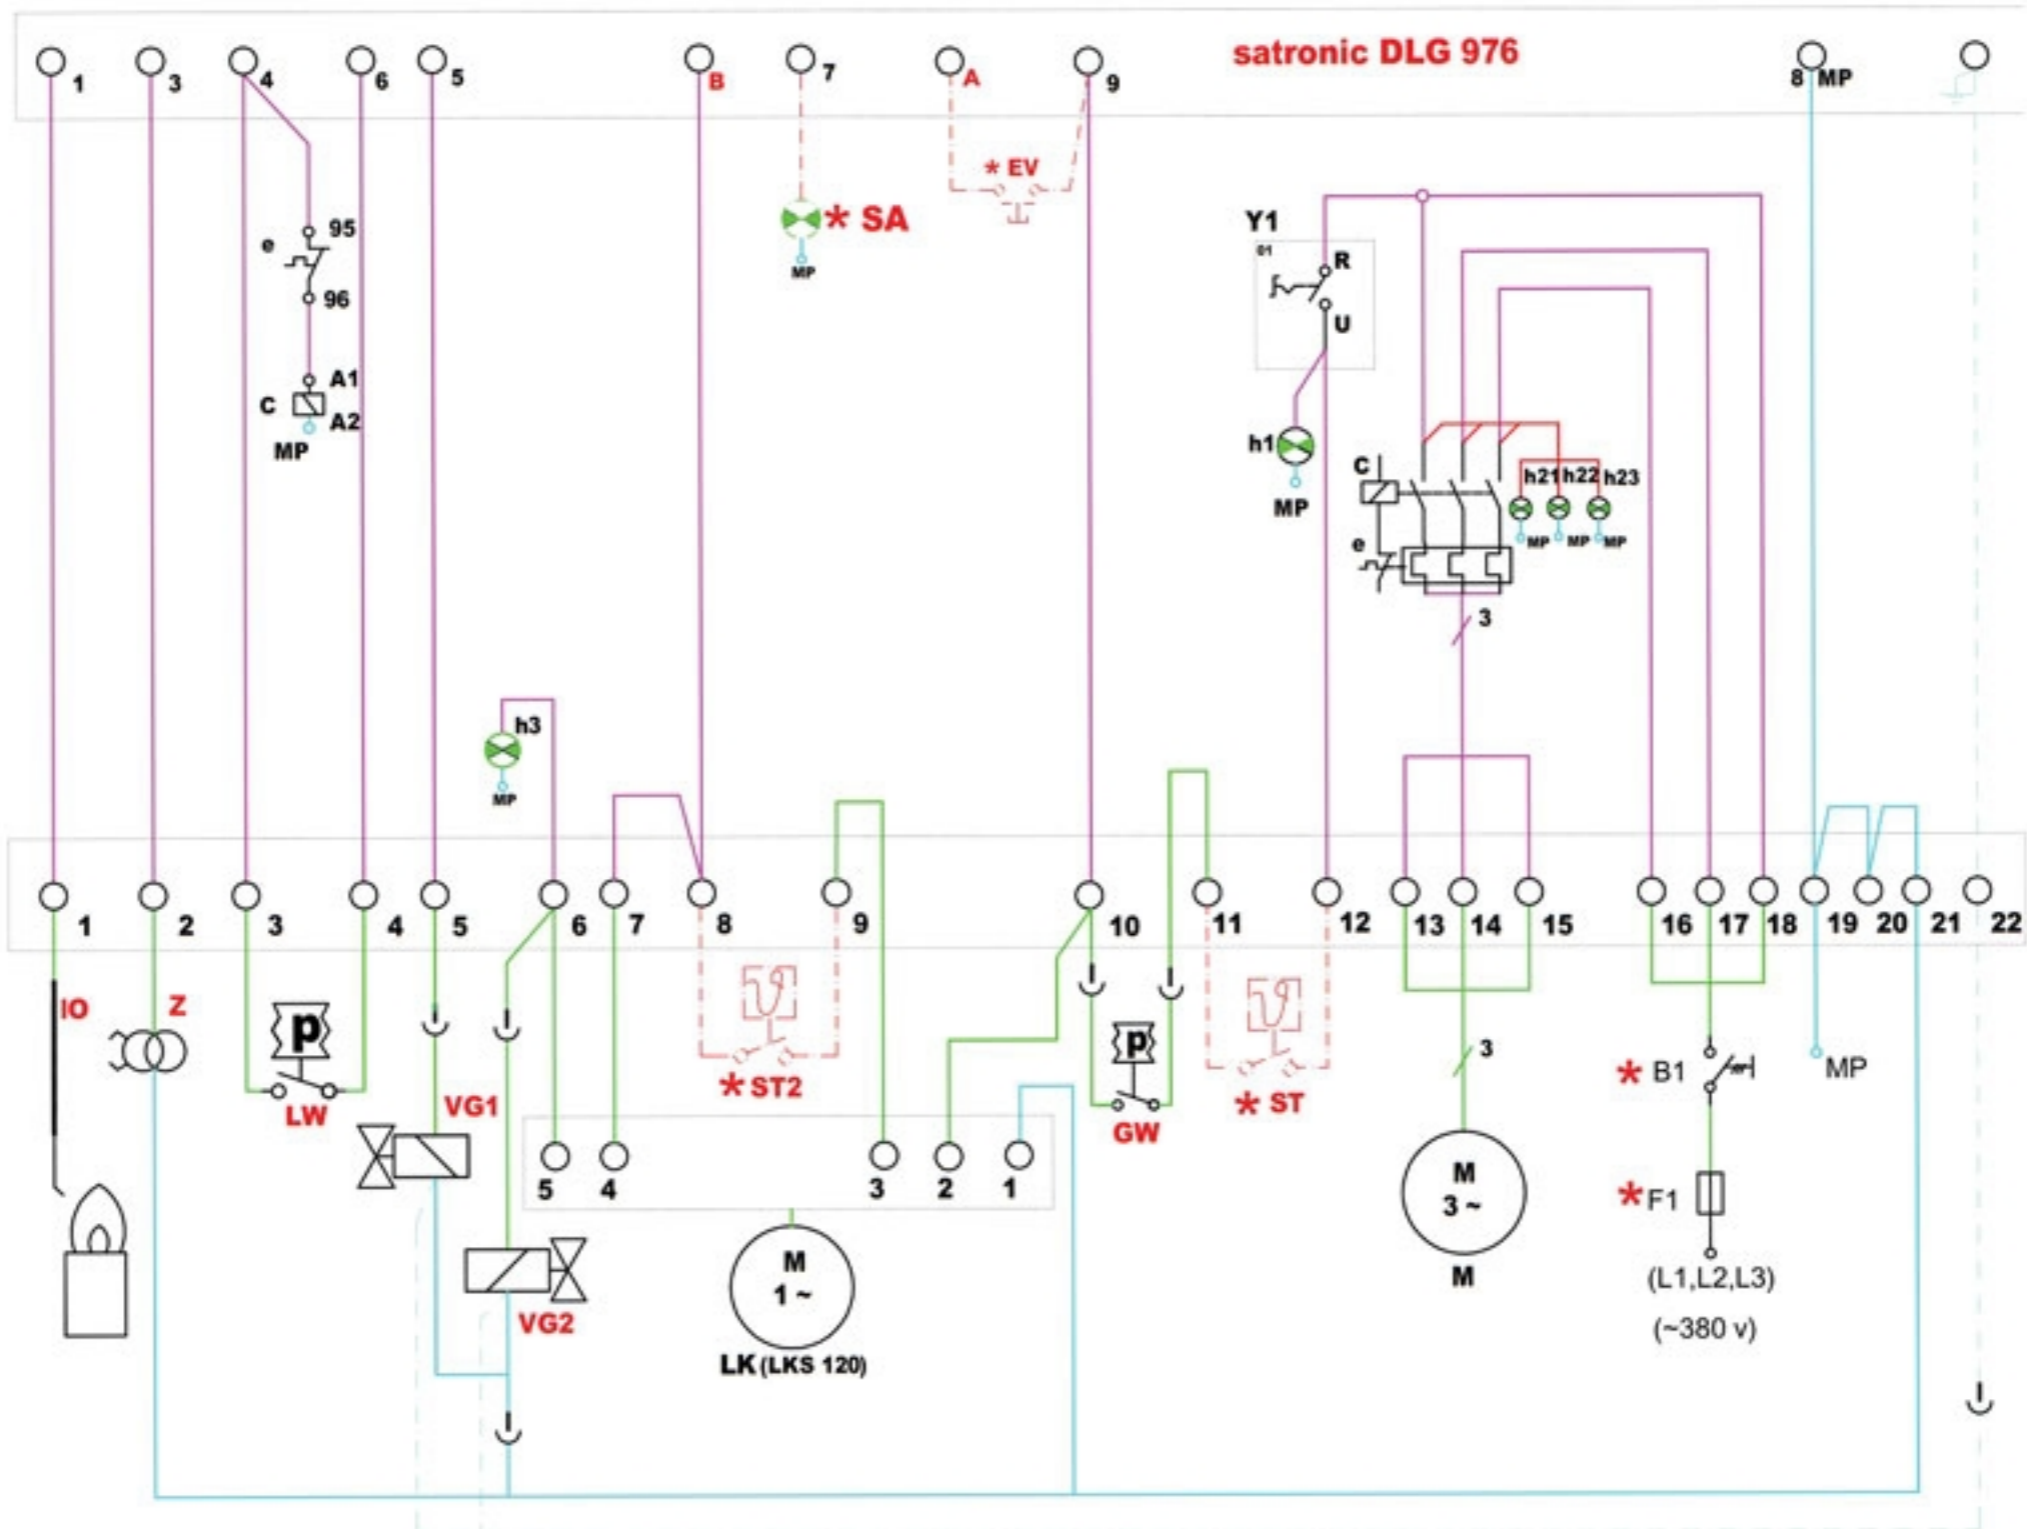 satronic DLG 976
1 3 4 6 5 B 7 A 9 8 MP
* EV
* SA
MP
95
e
96
A1
C
A2
MP
Y1
01
R
U
h1
MP
C
h21 h22 h23
MP MP MP
e
3
h3
MP
1 2 3 4 5 6 7 8 9 10 11 12 13 14 15 16 17 18 19 20 21 22
IO
Z
p
LW
VG1
* ST2
p
GW
* ST
3
* B1
MP
5 4 3 2 1
M
3 ~
M
* F1
(L1,L2,L3)
(~380 v)
VG2
M
1 ~
LK (LKS 120)